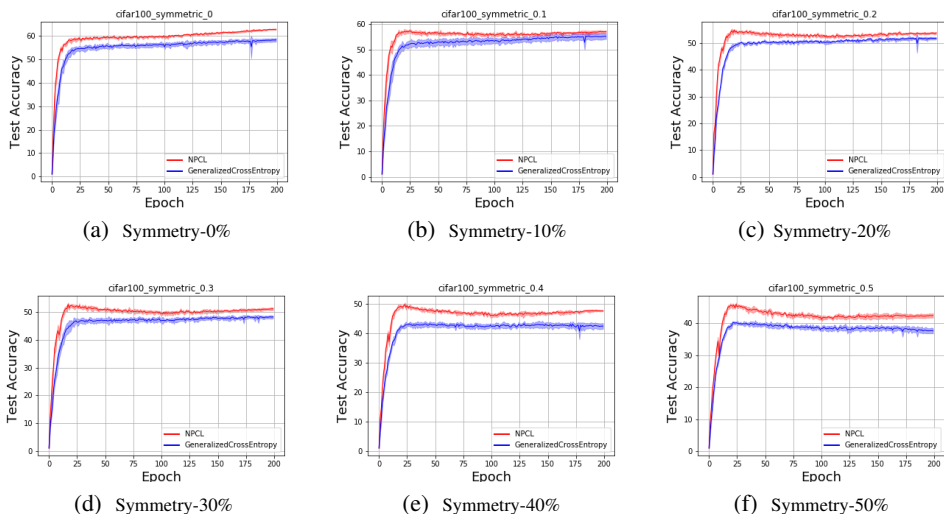 cifar100_symmetric_0 cifar100_symmetric_0.1 cifar100_symmetric_0.2
Test Accuracy
60
50
40
30
20
10
0
NPCL
GeneralizedCrossEntropy
0 25 50 75 100 125 150 175 200
Epoch
Test Accuracy
60
50
40
30
20
10
0
NPCL
GeneralizedCrossEntropy
0 25 50 75 100 125 150 175 200
Epoch
Test Accuracy
50
40
30
20
10
0
NPCL
GeneralizedCrossEntropy
0 25 50 75 100 125 150 175 200
Epoch
(a) Symmetry-0% (b) Symmetry-10% (c) Symmetry-20%
cifar100_symmetric_0.3 cifar100_symmetric_0.4 cifar100_symmetric_0.5
Test Accuracy
50
40
30
20
10
0
NPCL
GeneralizedCrossEntropy
0 25 50 75 100 125 150 175 200
Epoch
Test Accuracy
50
40
30
20
10
0
NPCL
GeneralizedCrossEntropy
0 25 50 75 100 125 150 175 200
Epoch
Test Accuracy
40
30
20
10
0
NPCL
GeneralizedCrossEntropy
0 25 50 75 100 125 150 175 200
Epoch
(d) Symmetry-30% (e) Symmetry-40% (f) Symmetry-50%